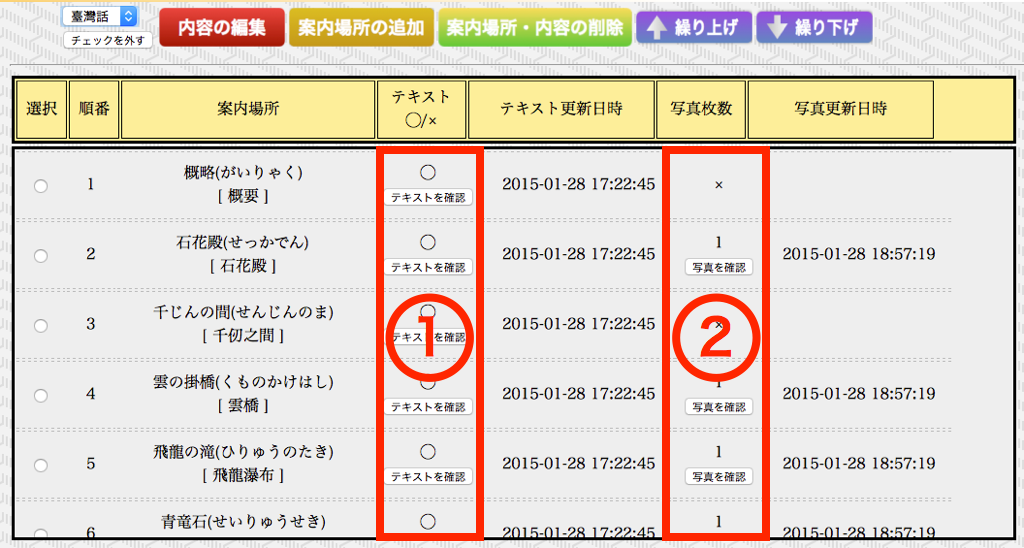 臺灣話
チェックを外す
内容の編集
案内場所の追加
案内場所・内容の削除
繰り上げ
繰り下げ
選択 順番 案内場所 テキスト 〇/× テキスト更新日時 写真枚数 写真更新日時
1 概略(がいりゃく) [ 概要 ] 〇 テキストを確認 2015-01-28 17:22:45 ×
2 石花殿(せっかでん) [ 石花殿 ] 〇 テキストを確認 2015-01-28 17:22:45 1 写真を確認 2015-01-28 18:57:19
3 千じんの間(せんじんのま) [ 千仞之間 ] 〇 テキストを確認 2015-01-28 17:22:45 ×
① ②
4 雲の掛橋(くものかけはし) [ 雲橋 ] 〇 テキストを確認 2015-01-28 17:22:45 1 写真を確認 2015-01-28 18:57:19
5 飛龍の滝(ひりゅうのたき) [ 飛龍瀑布 ] 〇 テキストを確認 2015-01-28 17:22:45 1 写真を確認 2015-01-28 18:57:19
6 青竜石(せいりゅうせき) 〇 2015-01-28 17:22:45 1 2015-01-28 18:57:19